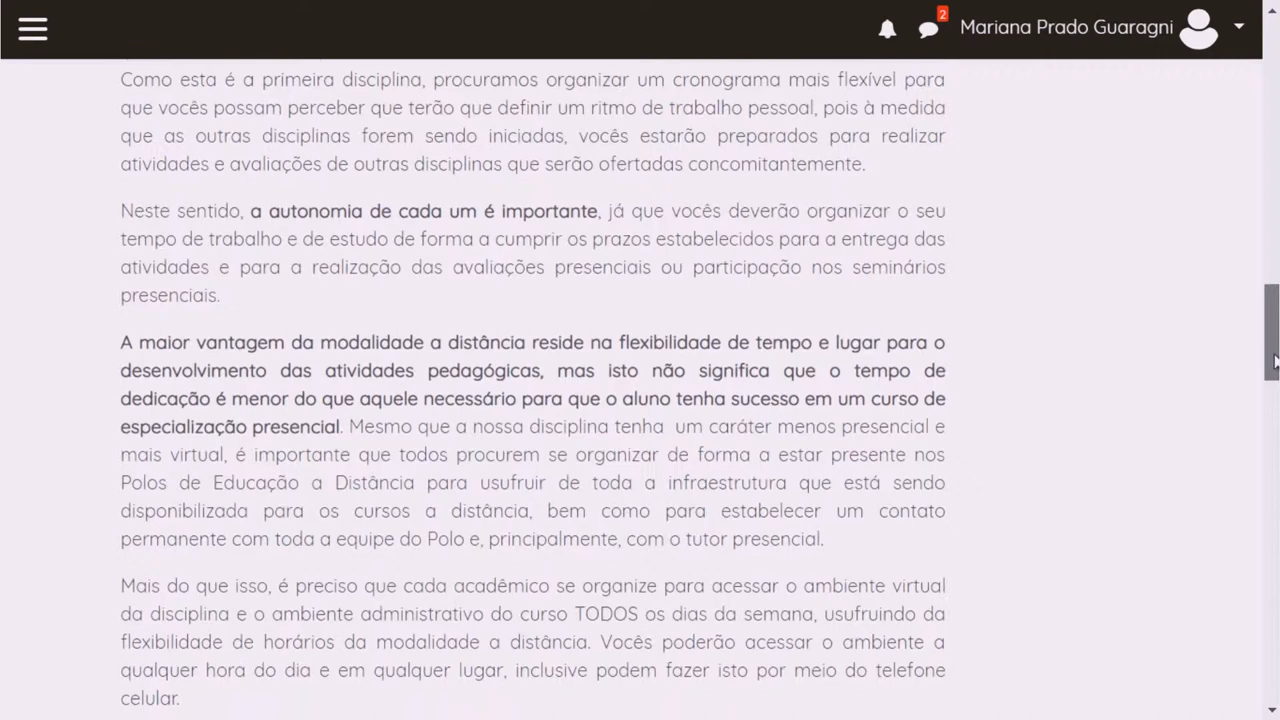 2
Mariana Prado Guaragni
Como esta é a primeira disciplina, procuramos organizar um cronograma mais flexível para
que vocês possam perceber que terão que definir um ritmo de trabalho pessoal, pois à medida
que as outras disciplinas forem sendo iniciadas, vocês estarão preparados para realizar
atividades e avaliações de outras disciplinas que serão ofertadas concomitantemente.
Neste sentido, a autonomia de cada um é importante, já que vocês deverão organizar o seu
tempo de trabalho e de estudo de forma a cumprir os prazos estabelecidos para a entrega das
atividades e para a realização das avaliações presenciais ou participação nos seminários
presenciais.
A maior vantagem da modalidade a distância reside na flexibilidade de tempo e lugar para o
desenvolvimento das atividades pedagógicas, mas isto não significa que o tempo de
dedicação é menor do que aquele necessário para que o aluno tenha sucesso em um curso de
especialização presencial. Mesmo que a nossa disciplina tenha um caráter menos presencial e
mais virtual, é importante que todos procurem se organizar de forma a estar presente nos
Polos de Educação a Distância para usufruir de toda a infraestrutura que está sendo
disponibilizada para os cursos a distância, bem como para estabelecer um contato
permanente com toda a equipe do Polo e, principalmente, com o tutor presencial.
Mais do que isso, é preciso que cada acadêmico se organize para acessar o ambiente virtual
da disciplina e o ambiente administrativo do curso TODOS os dias da semana, usufruindo da
flexibilidade de horários da modalidade a distância. Vocês poderão acessar o ambiente a
qualquer hora do dia e em qualquer lugar, inclusive podem fazer isto por meio do telefone
celular.